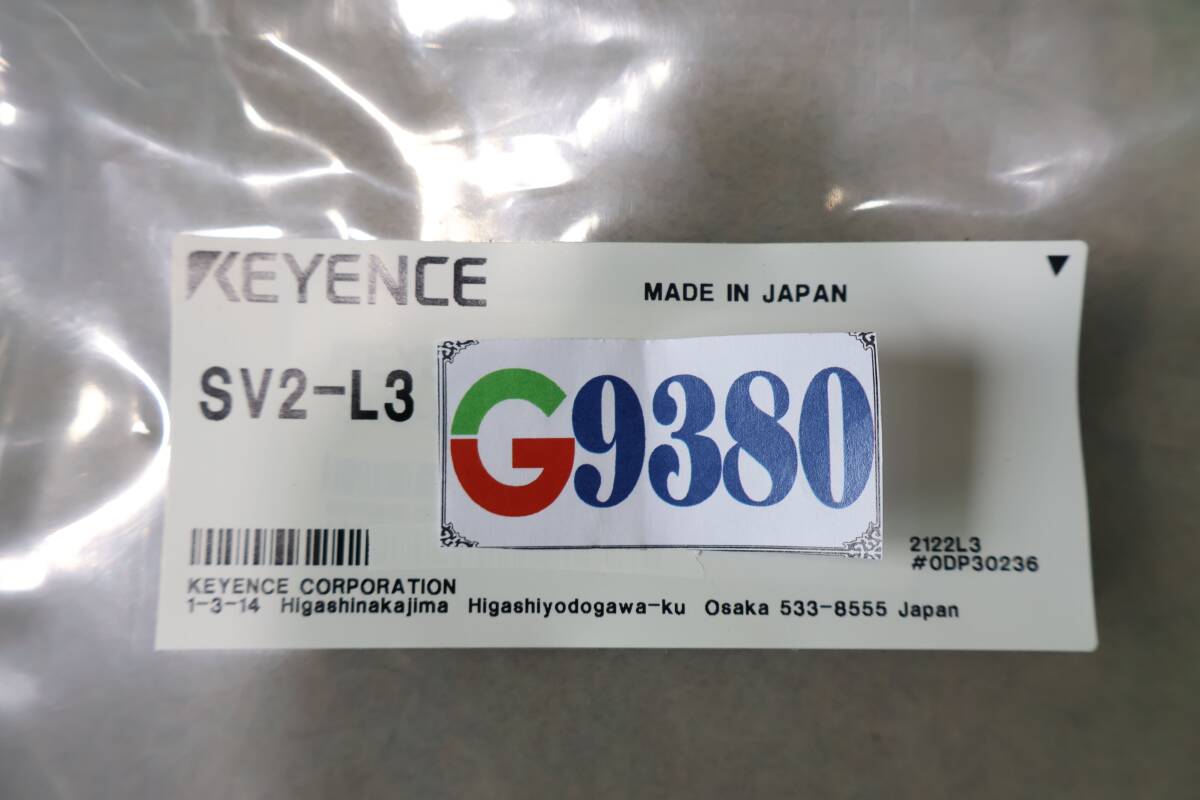 KEYENCE
MADE IN JAPAN
SV2-L3
G9380
2122L3
#0DP30236
KEYENCE CORPORATION
1-3-14 Higashinakajima Higashiyodogawa-ku Osaka 533-8555 Japan